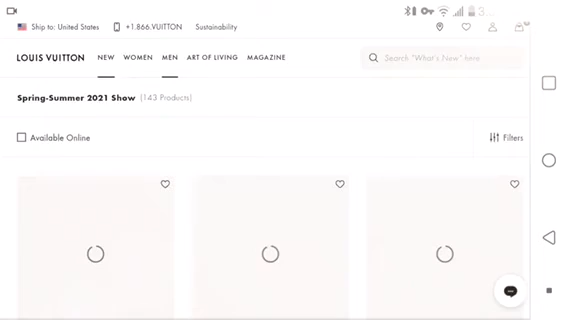 Ship to: United States +1.866.VUITTON Sustainability
LOUIS VUITTON NEW WOMEN MEN ART OF LIVING MAGAZINE Search "What's New" here
Spring-Summer 2021 Show (143 Products)
Available Online Filters